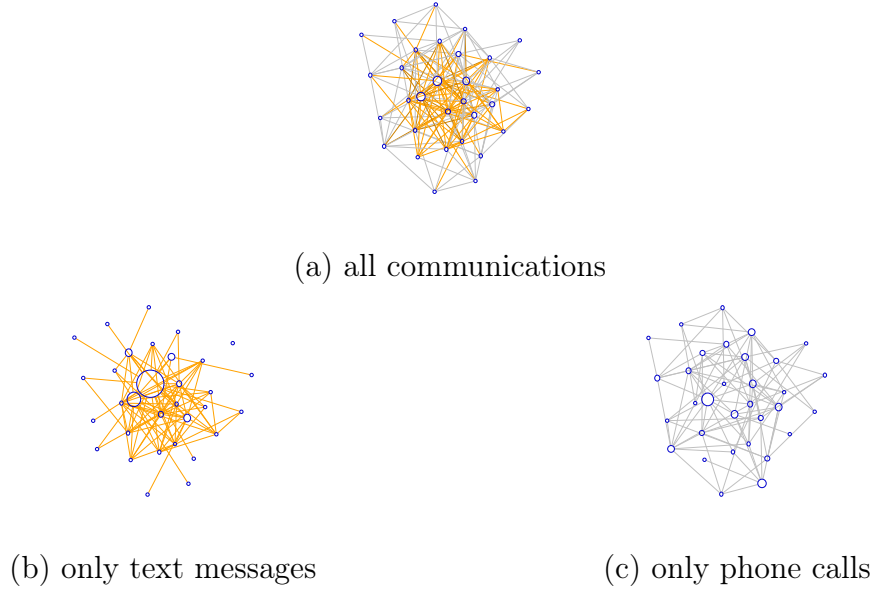 (a) all communications
(b) only text messages
(c) only phone calls